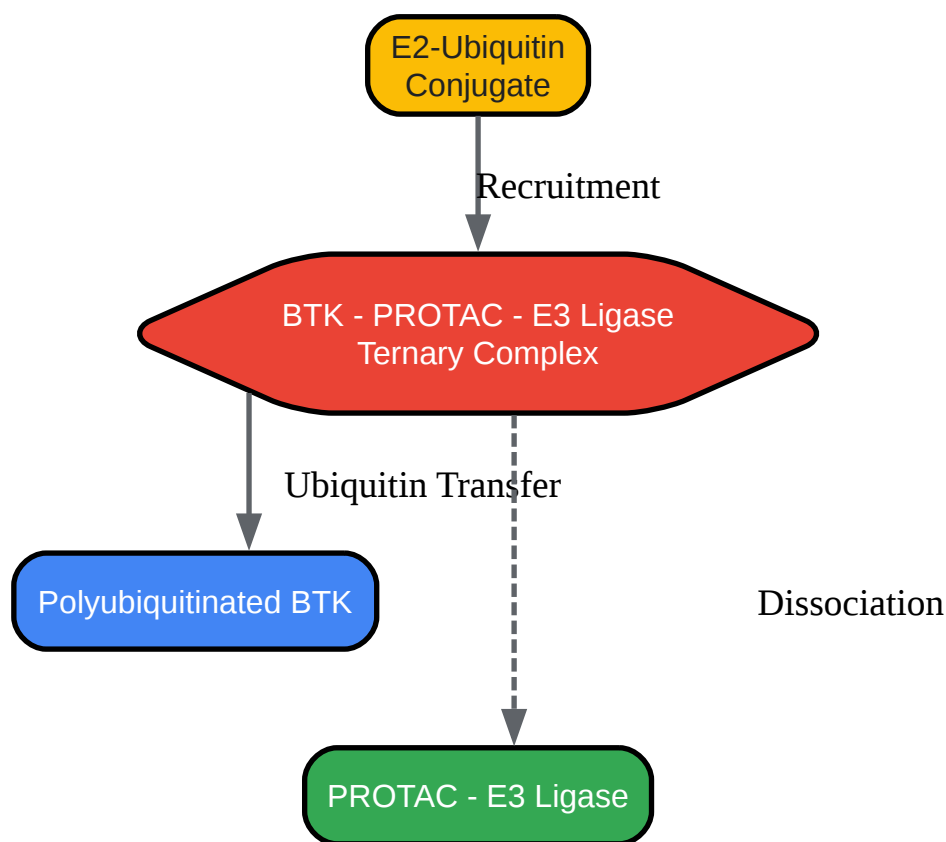 E2-Ubiquitin
Conjugate
Recruitment
BTK - PROTAC - E3 Ligase
Ternary Complex
Ubiquitin Transfer
Polyubiquitinated BTK
Dissociation
PROTAC - E3 Ligase